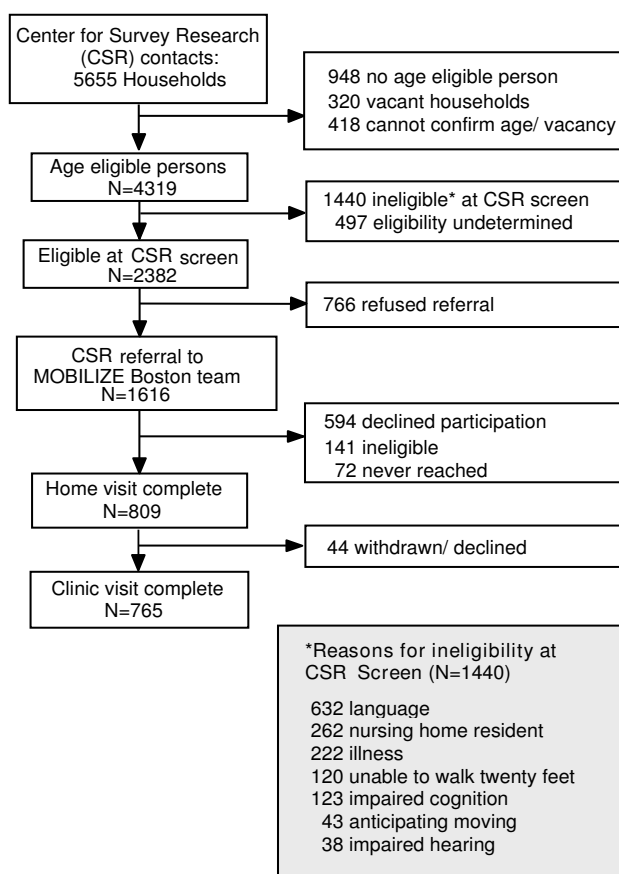 Center for Survey Research
(CSR) contacts:
5655 Households
948 no age eligible person
320 vacant households
418 cannot confirm age/ vacancy
Age eligible persons
N=4319
1440 ineligible* at CSR screen
497 eligibility undetermined
Eligible at CSR screen
N=2382
766 refused referral
CSR referral to
MOBILIZE Boston team
N=1616
594 declined participation
141 ineligible
72 never reached
Home visit complete
N=809
44 withdrawn/ declined
Clinic visit complete
N=765
*Reasons for ineligibility at
CSR Screen (N=1440)
632 language
262 nursing home resident
222 illness
120 unable to walk twenty feet
123 impaired cognition
43 anticipating moving
38 impaired hearing